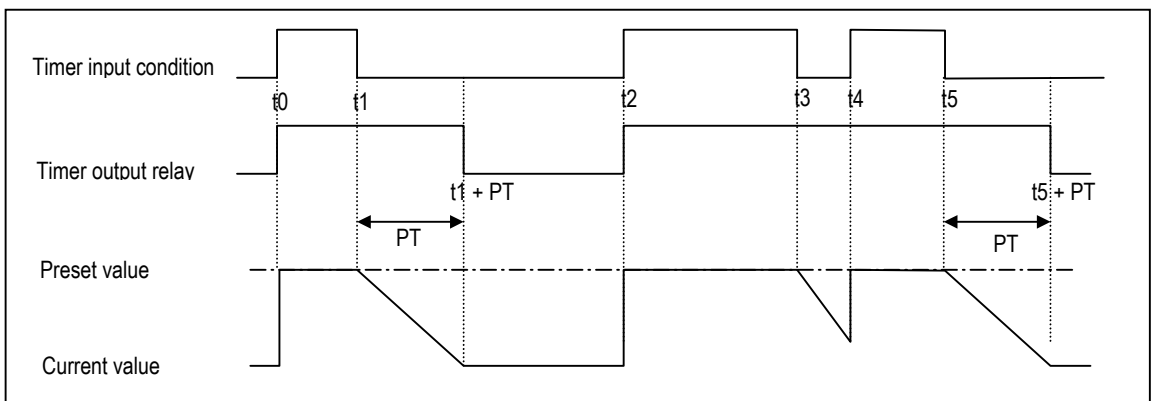 Timer input condition
t0 t1 t2 t3 t4 t5
Timer output relay
t1 + PT t5 + PT
PT PT
Preset value
Current value